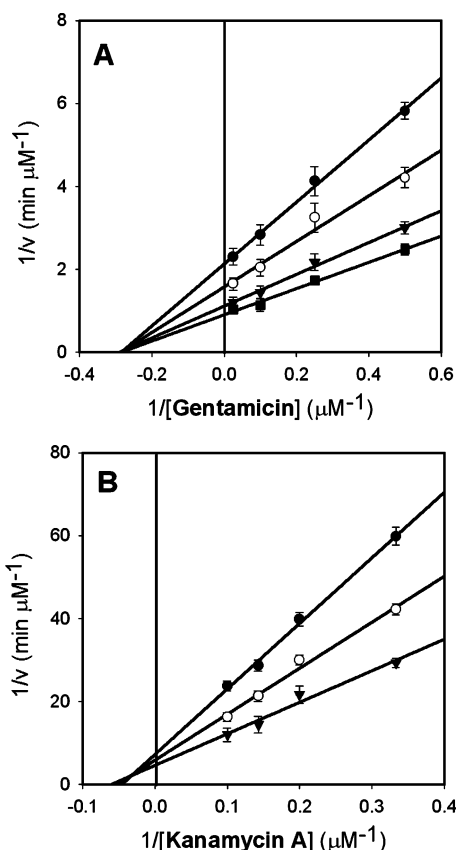 A
8
6
4
2
0
1/v (min μM⁻¹)
-0.4 -0.2 0.0 0.2 0.4 0.6
1/[Gentamicin] (μM⁻¹)
B
80
60
40
20
0
1/v (min μM⁻¹)
-0.1 0.0 0.1 0.2 0.3 0.4
1/[Kanamycin A] (μM⁻¹)